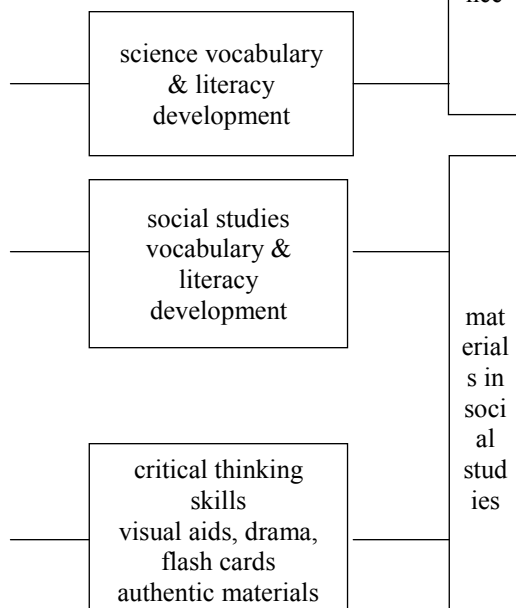 science vocabulary
& literacy
development
social studies
vocabulary &
literacy
development
critical thinking
skills
visual aids, drama,
flash cards
authentic materials
mat
erial
s in
soci
al
stud
ies